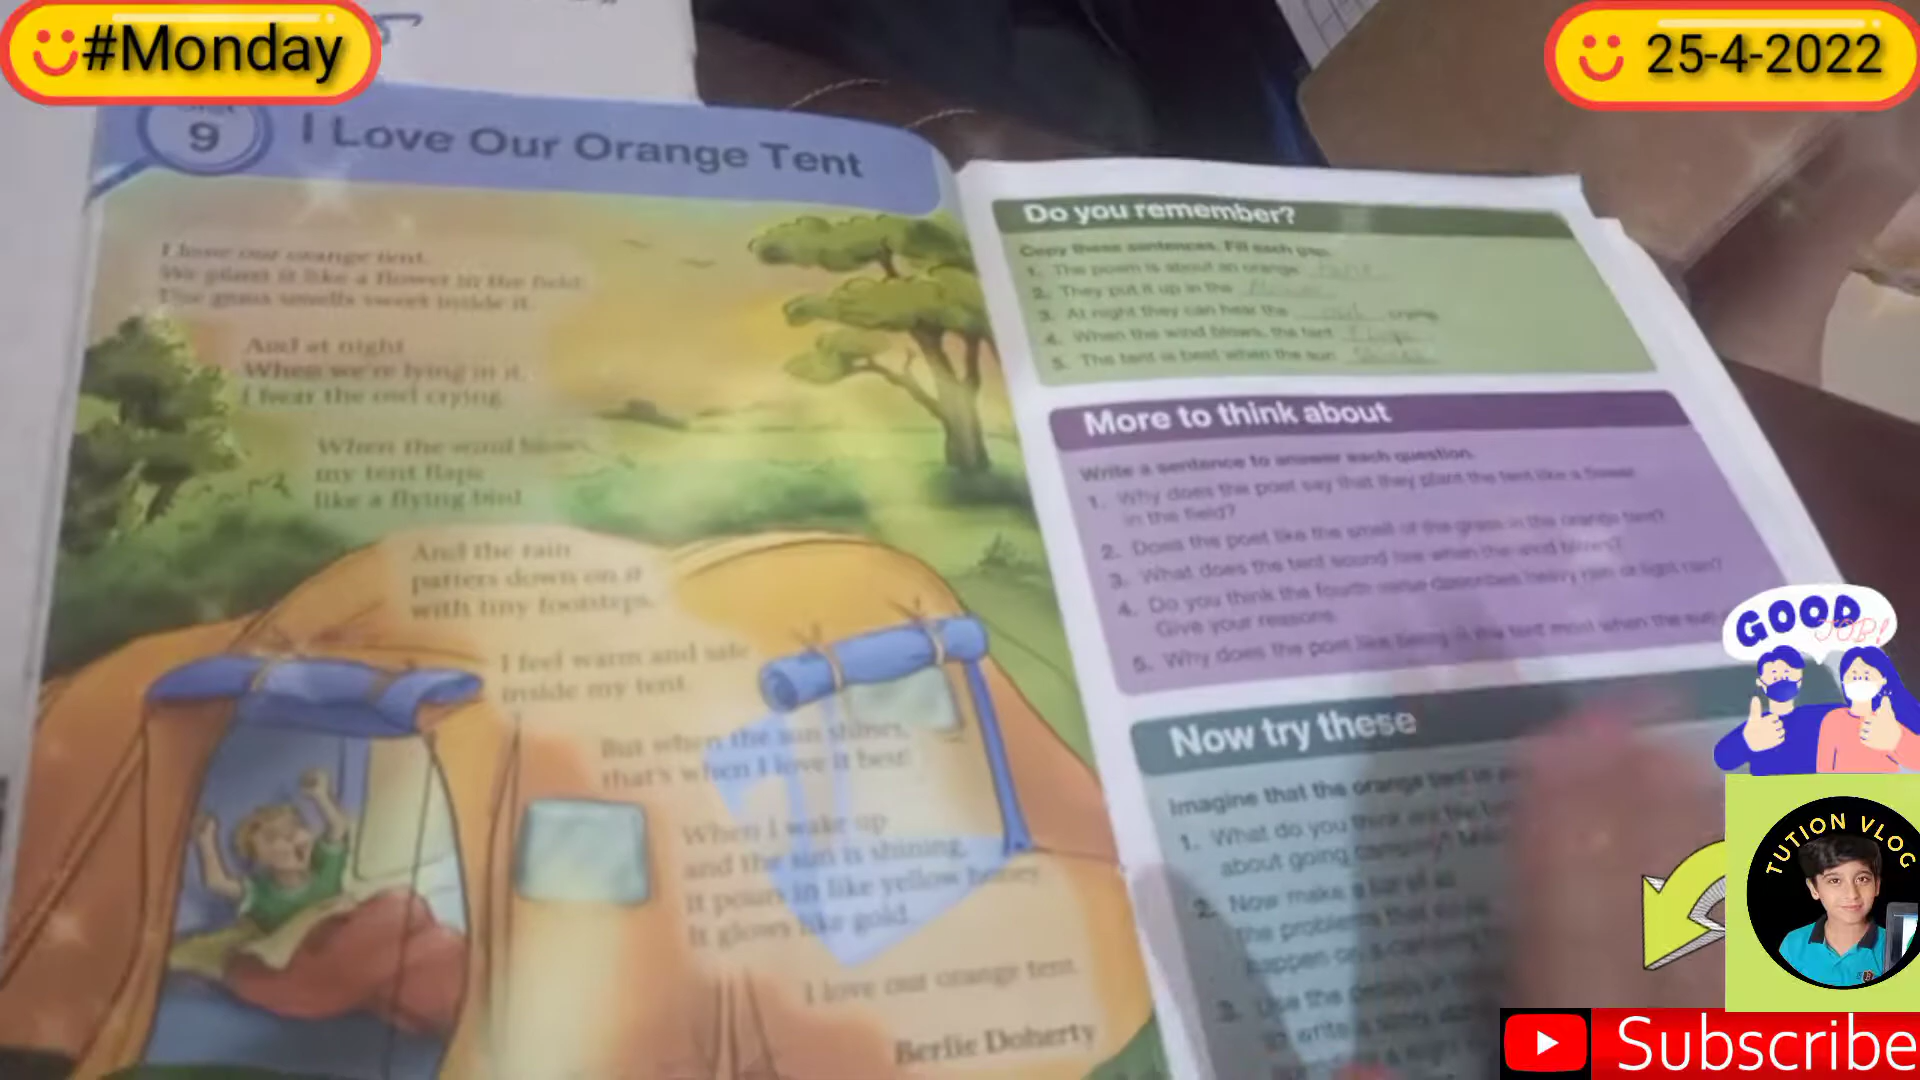 #Monday
25-4-2022
9
I Love Our Orange Tent
I love our orange tent.
We plant it like a flower in the field.
The grass smells sweet inside it.
And at night
When we're lying in it,
I hear the owl crying.
When the wind blows,
my tent flaps
like a flying bird.
And the rain
patters down on it
with tiny footsteps.
I feel warm and safe
inside my tent.
But when the sun shines,
that's when I love it best!
When I wake up
and the sun is shining,
it pours in like yellow honey.
It glows like gold.
I love our orange tent.
Berlie Doherty
Do you remember?
Copy these sentences. Fill each gap.
1. The poem is about an orange
2. They put it up in the
3. At night they can hear the owl crying.
4. When the wind blows, the tent flaps
5. The tent is best when the sun shines
More to think about
Write a sentence to answer each question.
1. Why does the poet say that they plant the tent like a flower
in the field?
2. Does the poet like the smell of the grass in the orange tent?
3. What does the tent sound like when the wind blows?
4. Do you think the fourth verse describes heavy rain or light rain?
Give your reasons.
5. Why does the poet like being in the tent most when the sun
Now try these
Imagine that the orange tent is
1. What do you think are the
about going camping?
2. Now make a list of all
the problems that could
happen on a camping
3. Use the details in
to write a story
GOOD
JOB!
TUTION VLOG
Subscribe